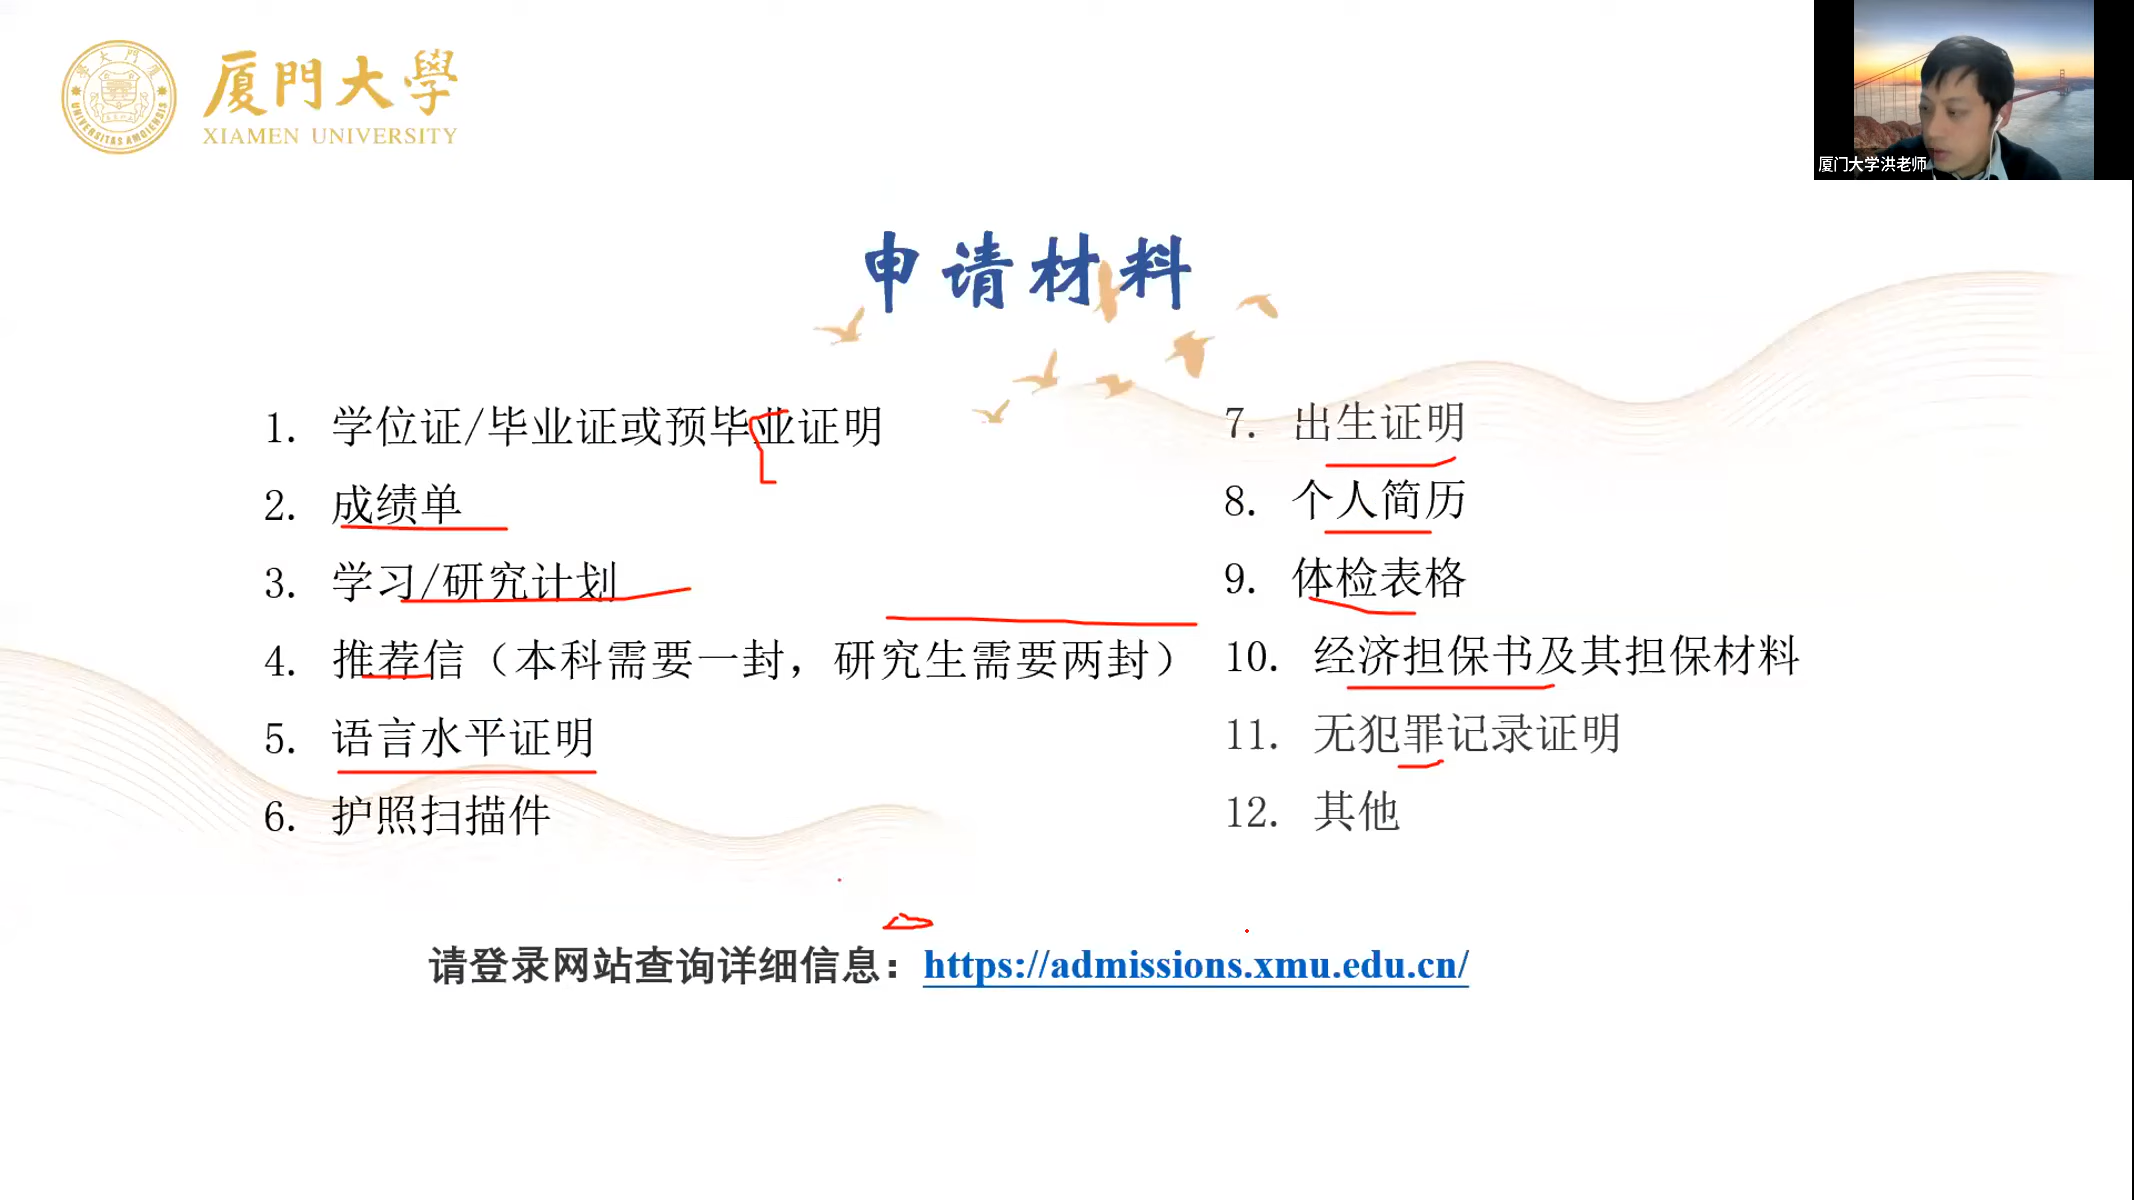 厦門大學
XIAMEN UNIVERSITY
UNIVERSITAS AMOIENSIS
厦门大学洪老师
申请材料
1. 学位证/毕业证或预毕业证明
2. 成绩单
3. 学习/研究计划
4. 推荐信（本科需要一封，研究生需要两封）
5. 语言水平证明
6. 护照扫描件
7. 出生证明
8. 个人简历
9. 体检表格
10. 经济担保书及其担保材料
11. 无犯罪记录证明
12. 其他
请登录网站查询详细信息：https://admissions.xmu.edu.cn/